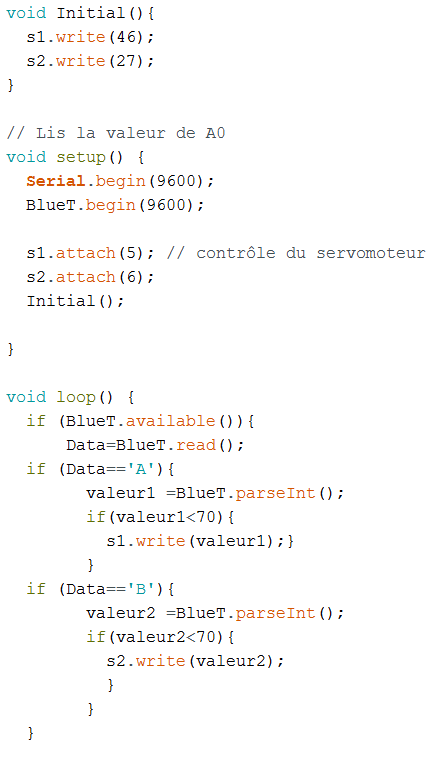 void Initial(){
  s1.write(46);
  s2.write(27);
}

// Lis la valeur de A0
void setup() {
  Serial.begin(9600);
  BlueT.begin(9600);

  s1.attach(5); // contrôle du servomoteur
  s2.attach(6);
  Initial();

}

void loop() {
  if (BlueT.available()){
      Data=BlueT.read();
  if (Data=='A'){
        valeur1 =BlueT.parseInt();
        if(valeur1<70){
          s1.write(valeur1);}
        }
  if (Data=='B'){
        valeur2 =BlueT.parseInt();
        if(valeur2<70){
          s2.write(valeur2);
          }
        }
  }